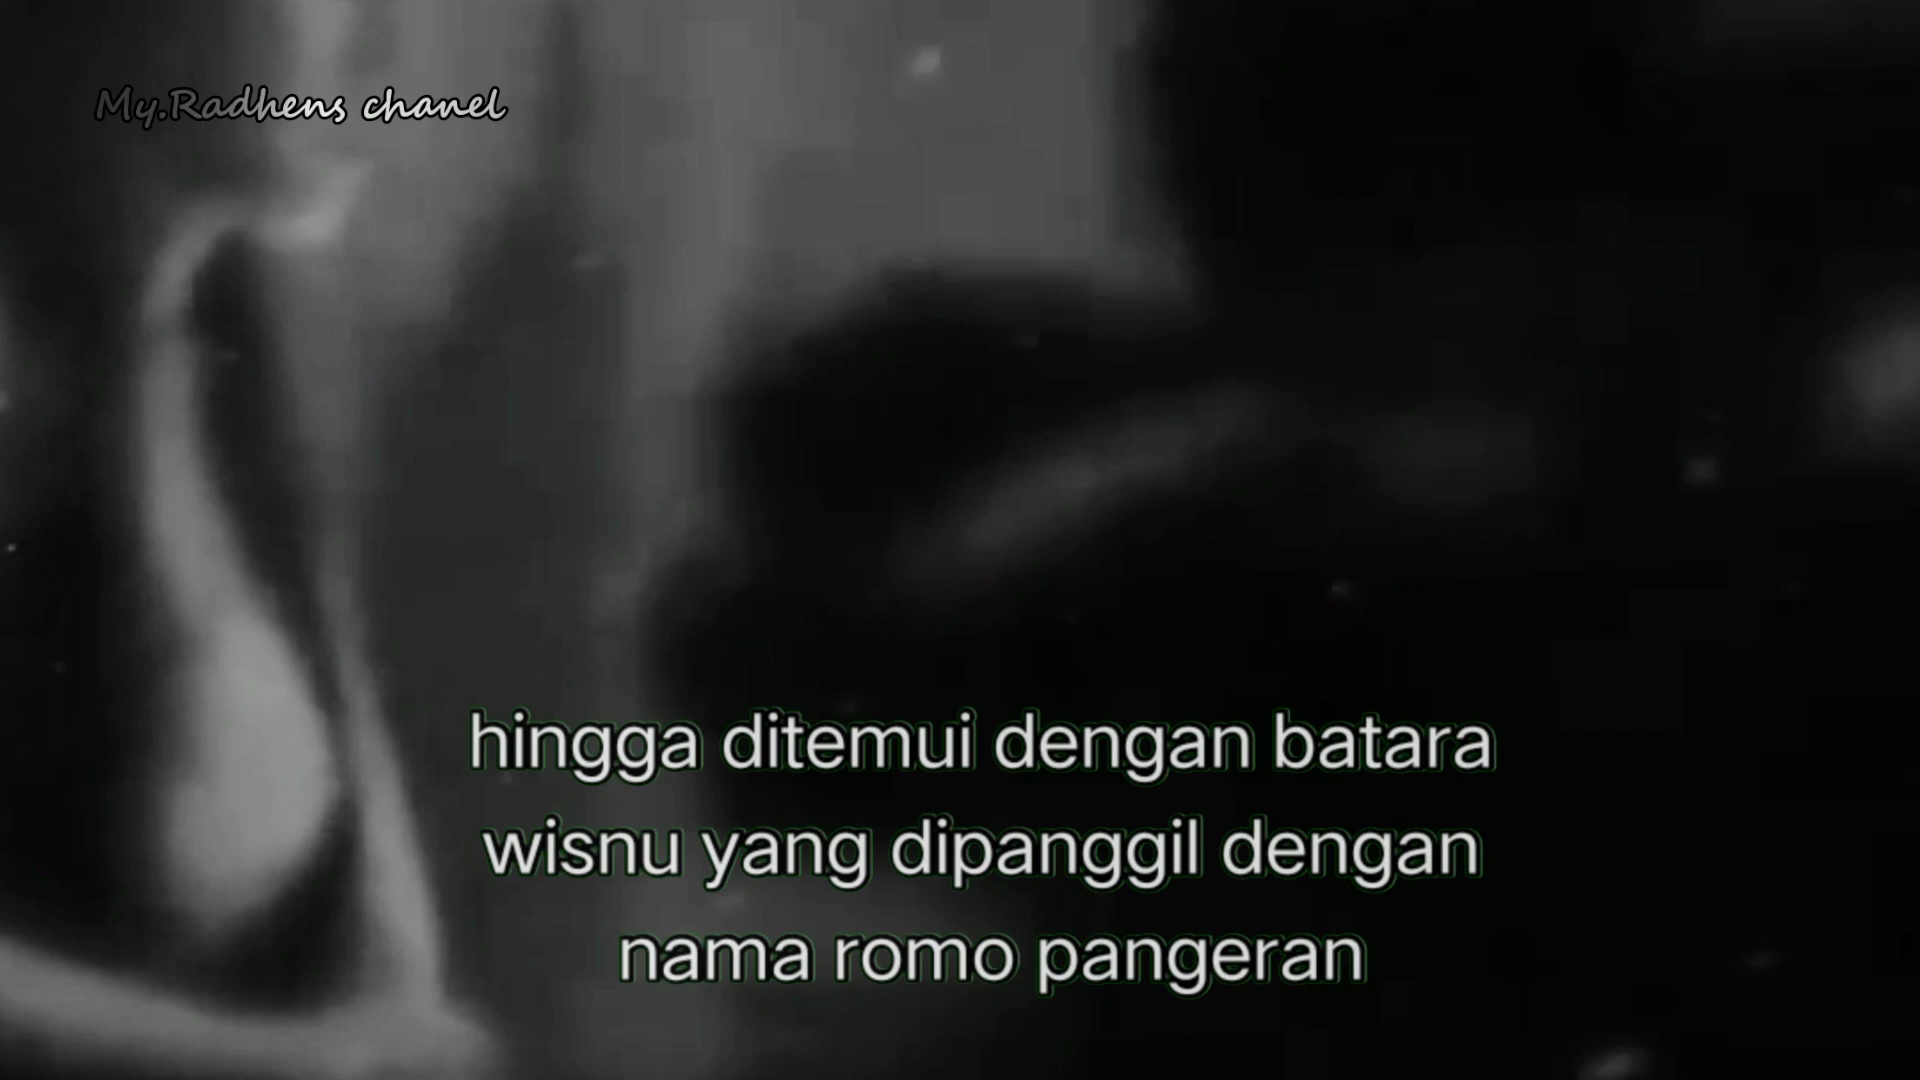 My.Radhens chanel
hingga ditemui dengan batara
wisnu yang dipanggil dengan
nama romo pangeran